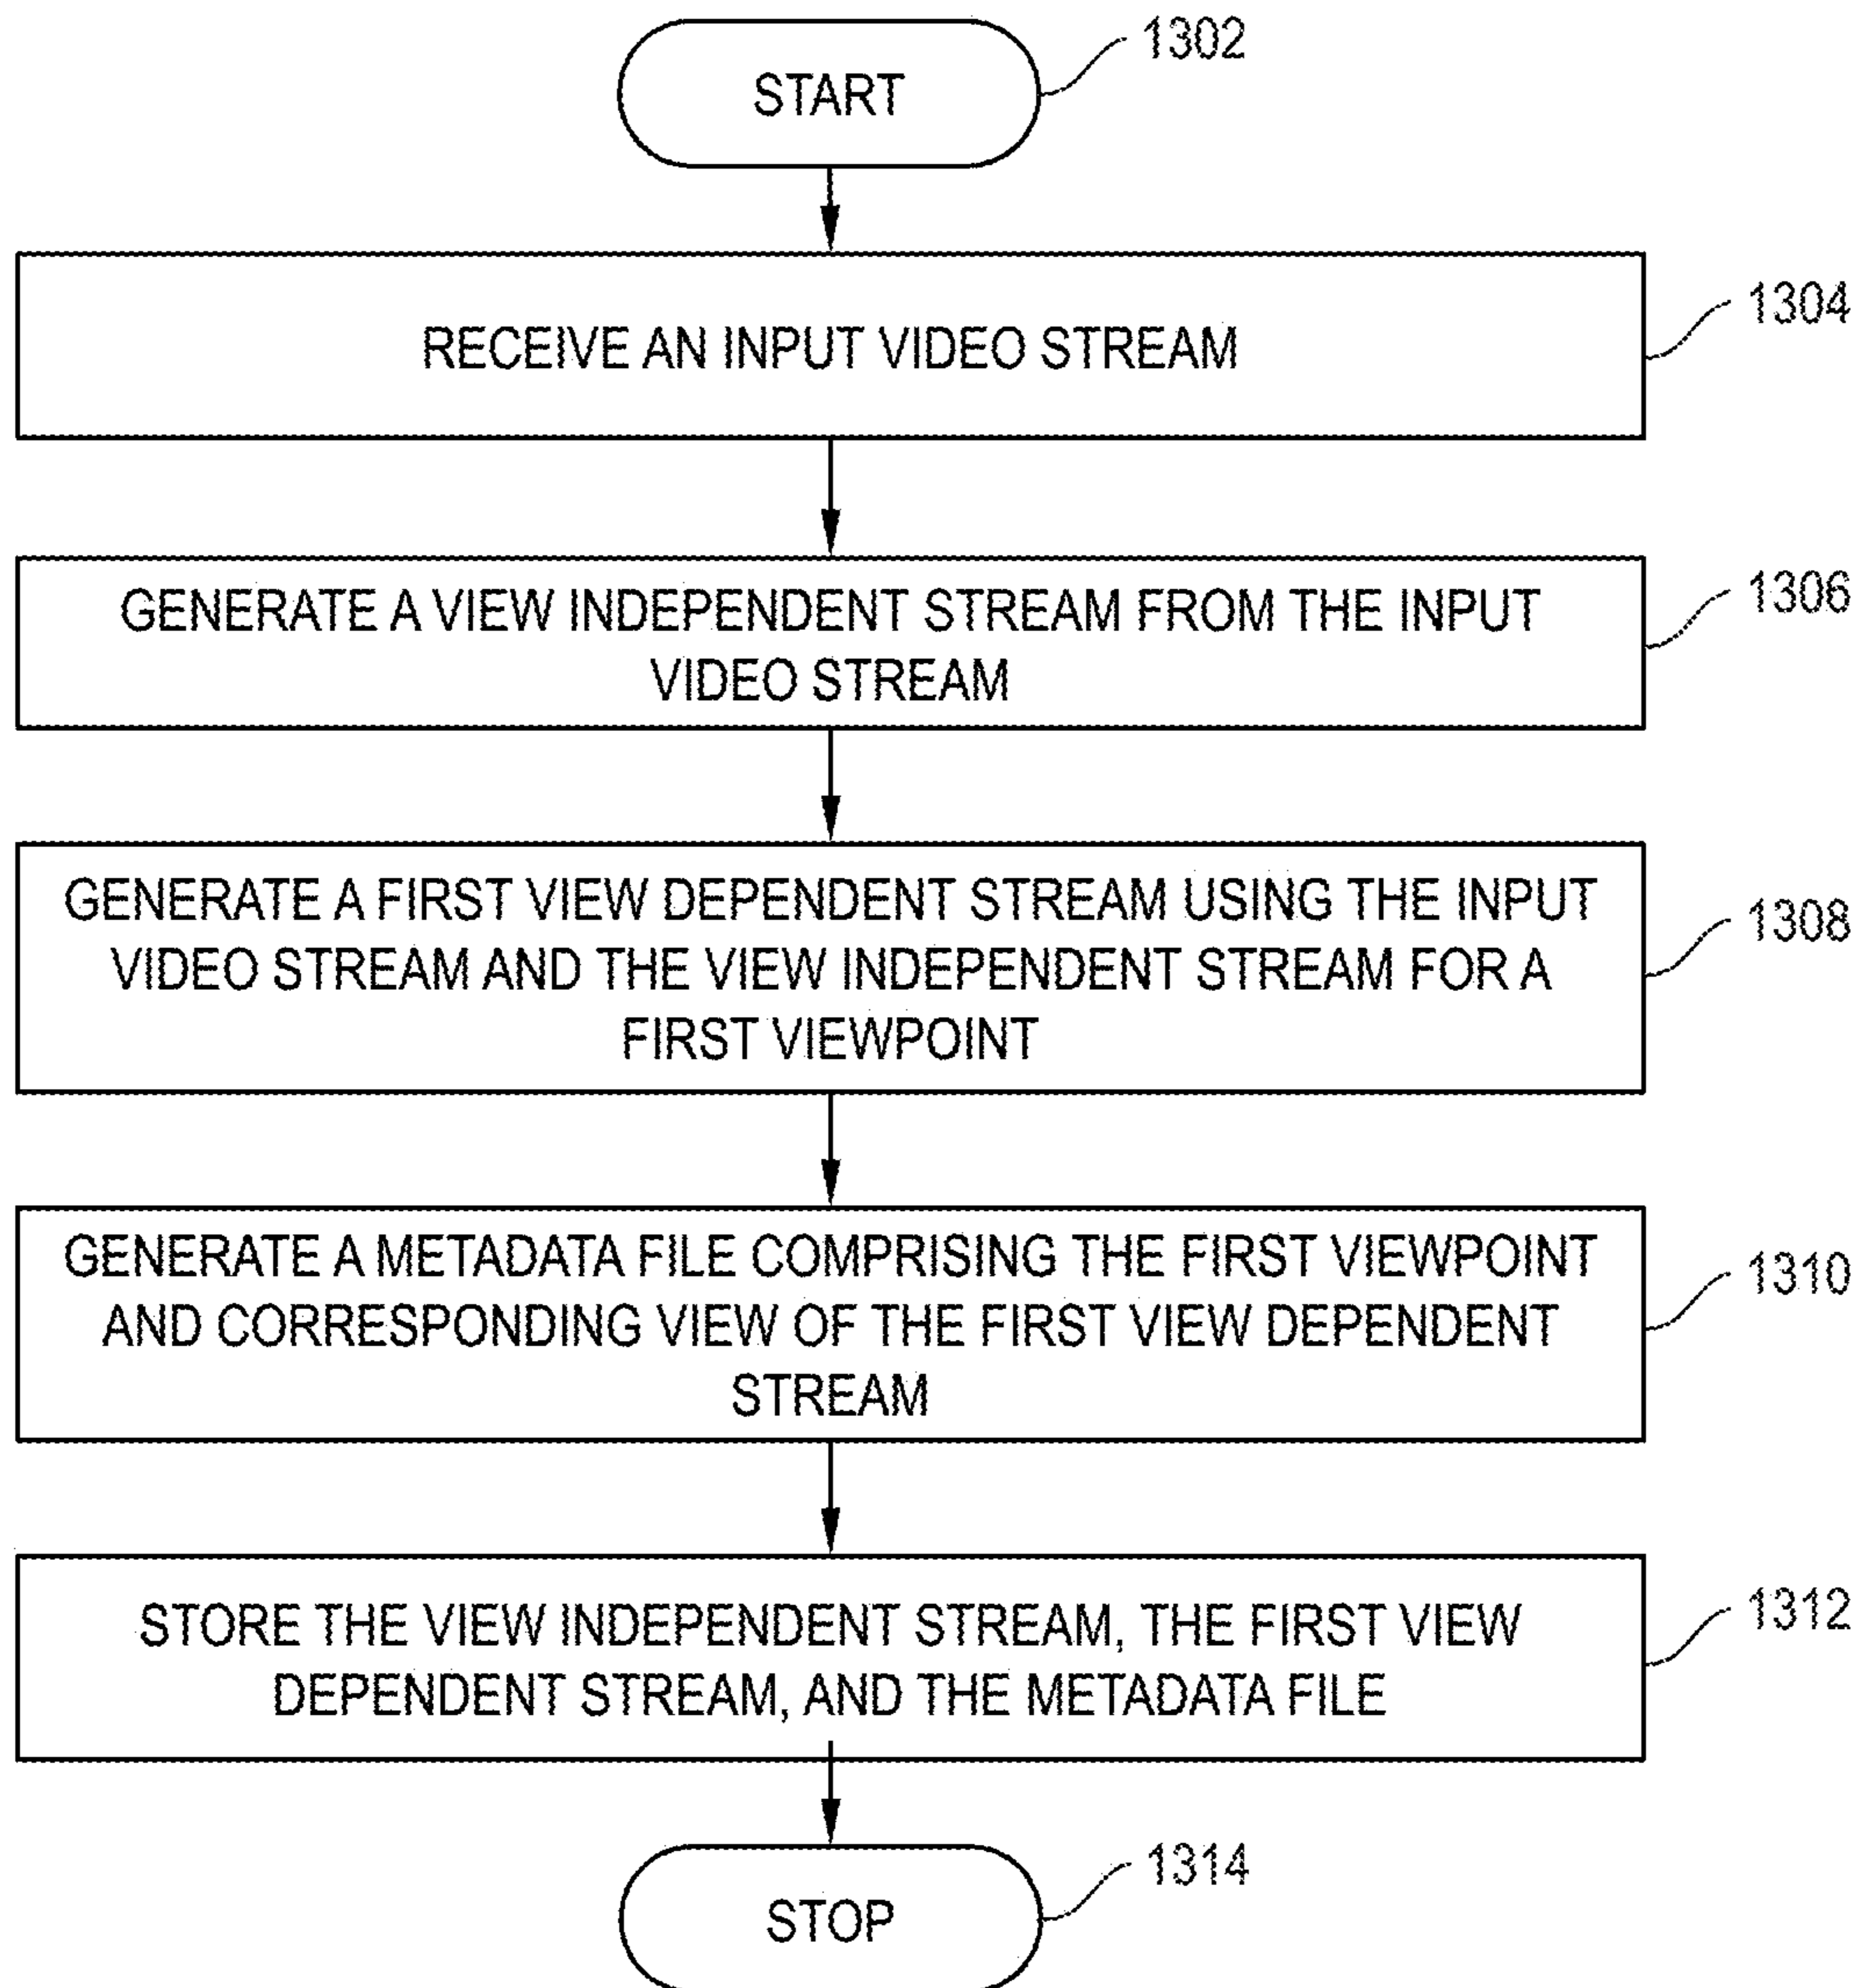 1302
START
1304
RECEIVE AN INPUT VIDEO STREAM
1306
GENERATE A VIEW INDEPENDENT STREAM FROM THE INPUT
VIDEO STREAM
1308
GENERATE A FIRST VIEW DEPENDENT STREAM USING THE INPUT
VIDEO STREAM AND THE VIEW INDEPENDENT STREAM FOR A
FIRST VIEWPOINT
1310
GENERATE A METADATA FILE COMPRISING THE FIRST VIEWPOINT
AND CORRESPONDING VIEW OF THE FIRST VIEW DEPENDENT
STREAM
1312
STORE THE VIEW INDEPENDENT STREAM, THE FIRST VIEW
DEPENDENT STREAM, AND THE METADATA FILE
1314
STOP